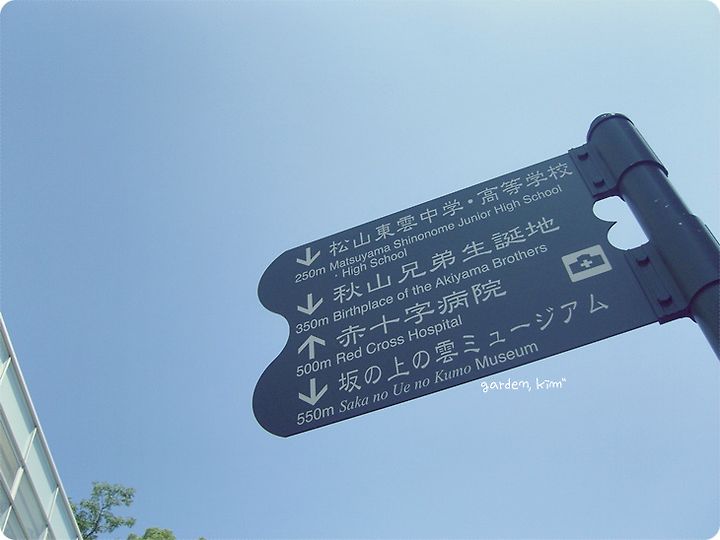 松山東雲中学・高等学校
250m Matsuyama Shinonome Junior High School
· High School
秋山兄弟生誕地
350m Birthplace of the Akiyama Brothers
赤十字病院
500m Red Cross Hospital
坂の上の雲ミュージアム
550m Saka no Ue no Kumo Museum
garden, kim"